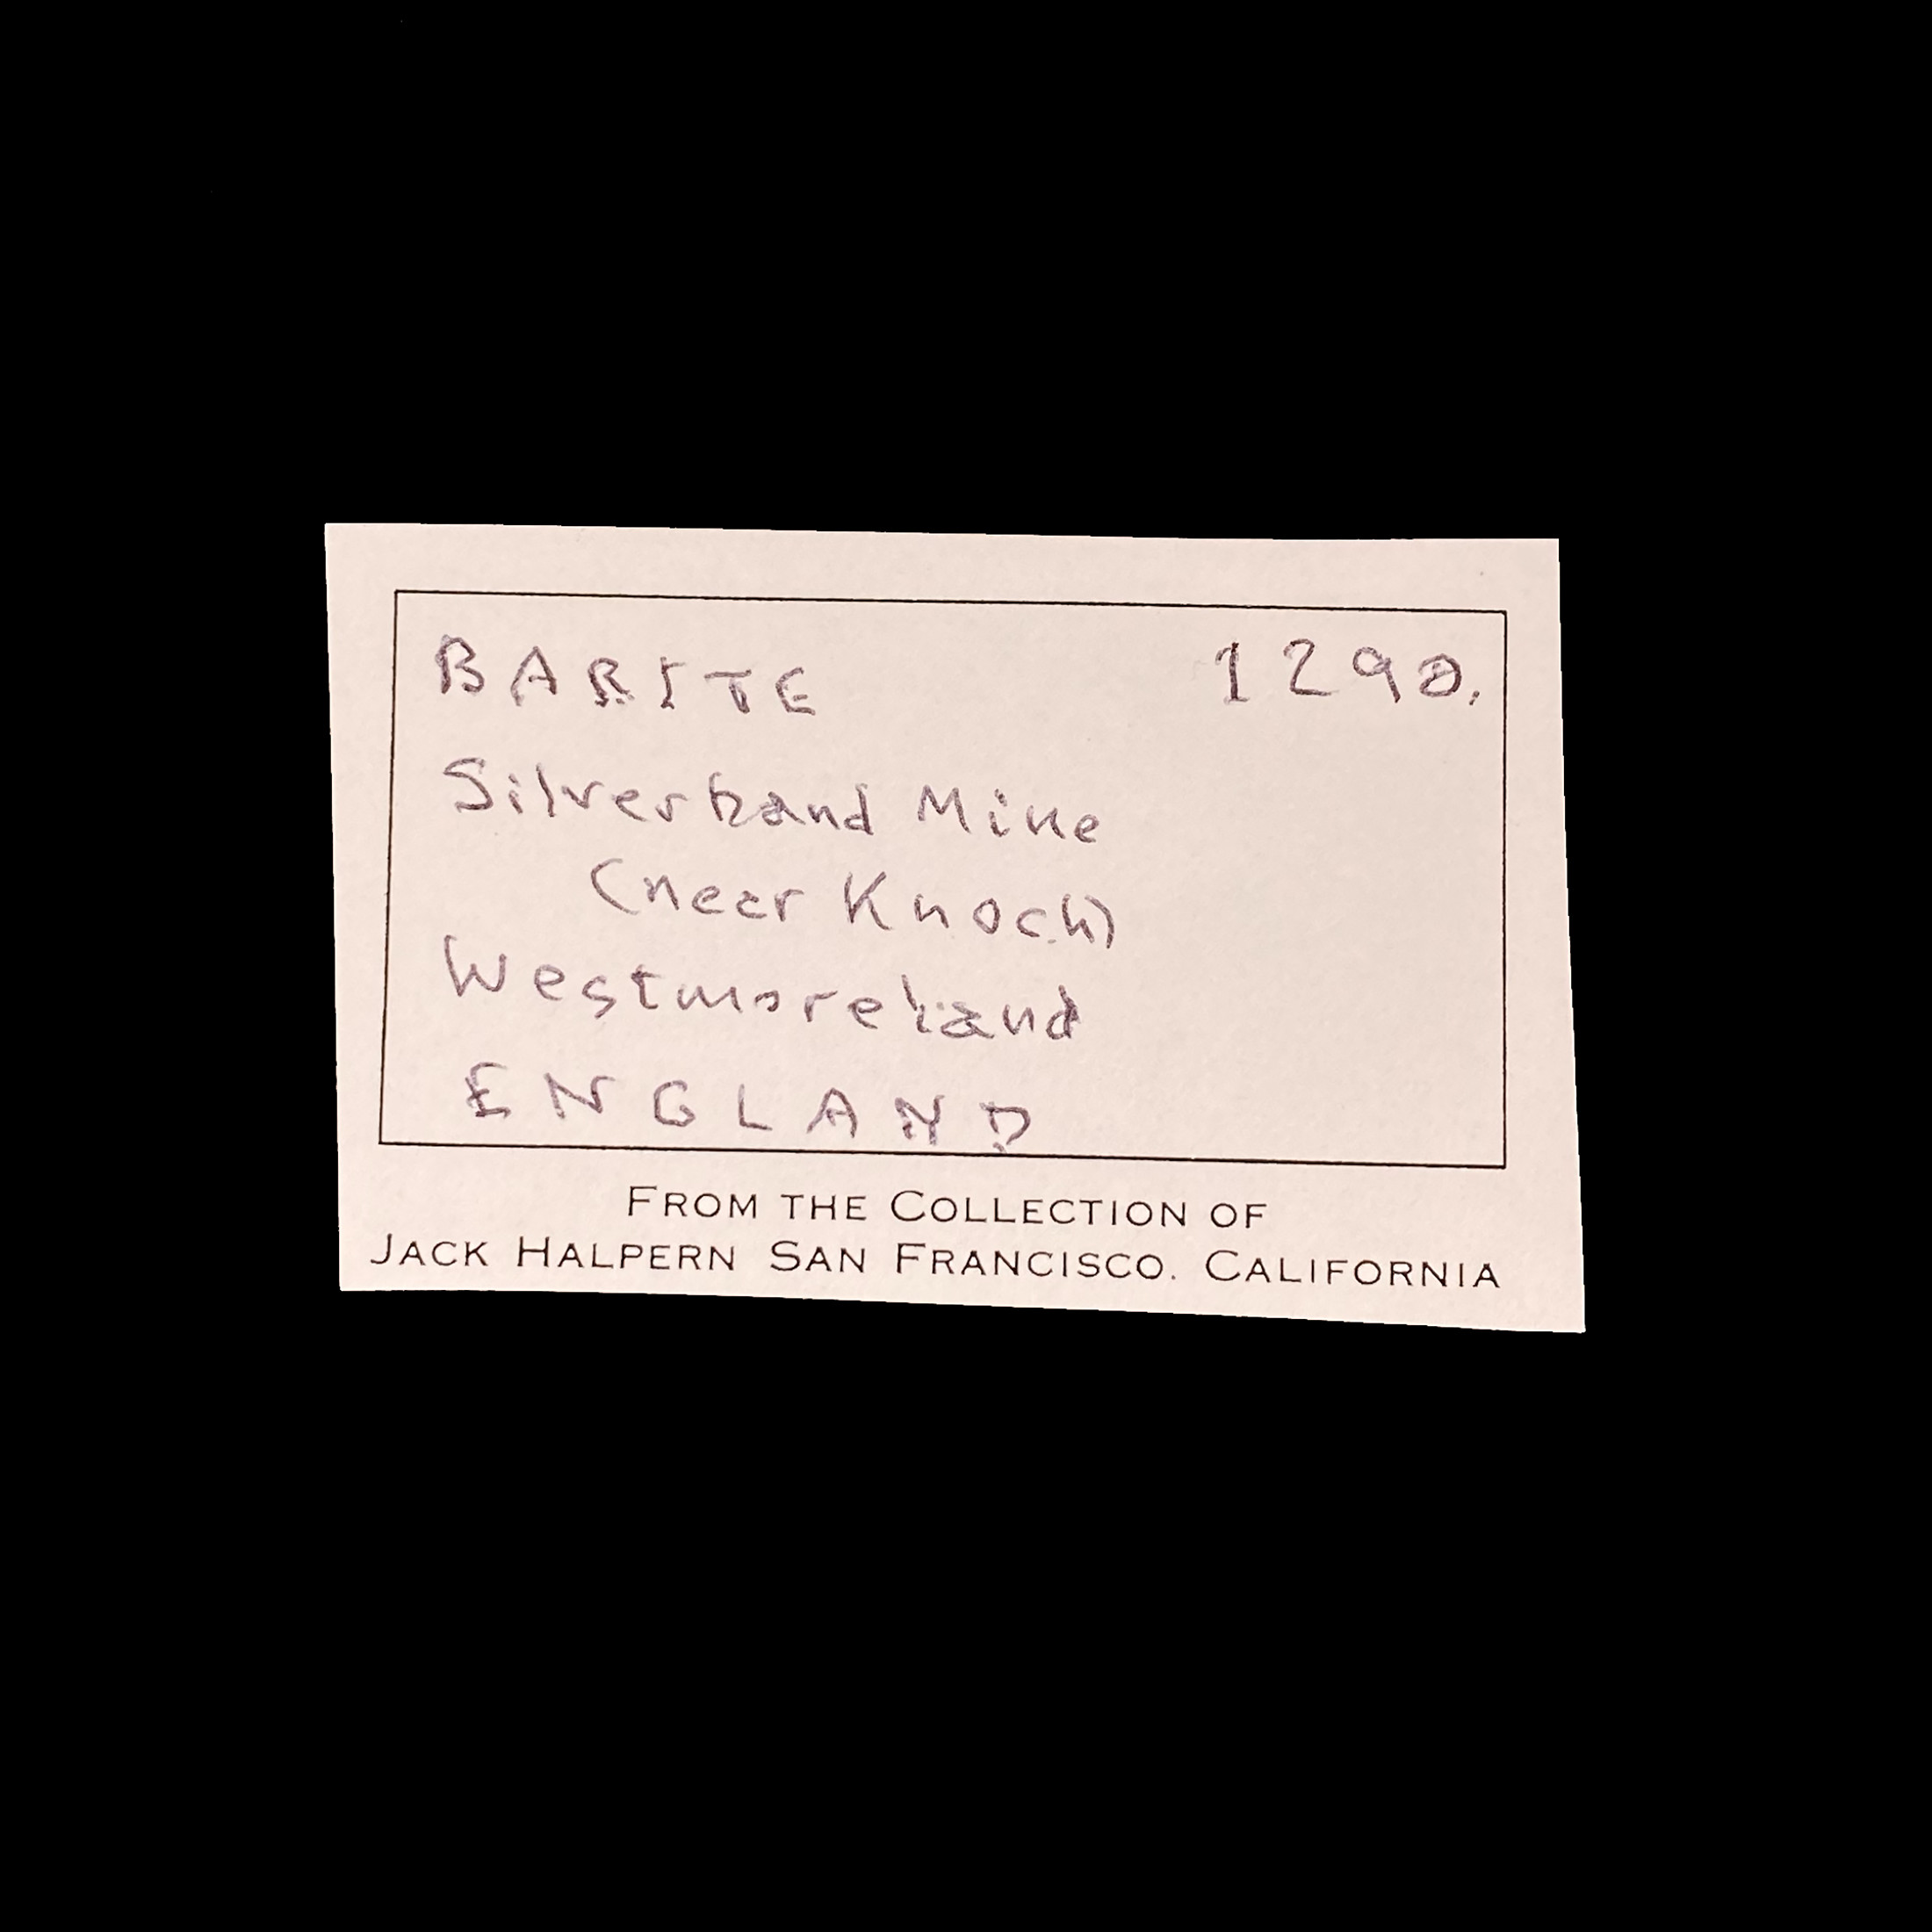 BARITE 1290.
Silverband Mine
(near Knock)
Westmoreland
ENGLAND
FROM THE COLLECTION OF
JACK HALPERN SAN FRANCISCO. CALIFORNIA